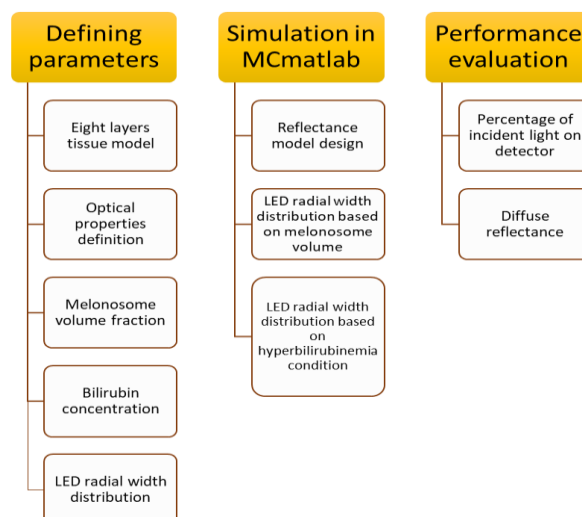 Defining
parameters
Eight layers
tissue model
Optical
properties
definition
Melonosome
volume fraction
Bilirubin
concentration
LED radial width
distribution
Simulation in
MCmatlab
Reflectance
model design
LED radial width
distribution based
on melonosome
volume
LED radial width
distribution based
on
hyperbilirubinemia
condition
Performance
evaluation
Percentage of
incident light on
detector
Diffuse
reflectance